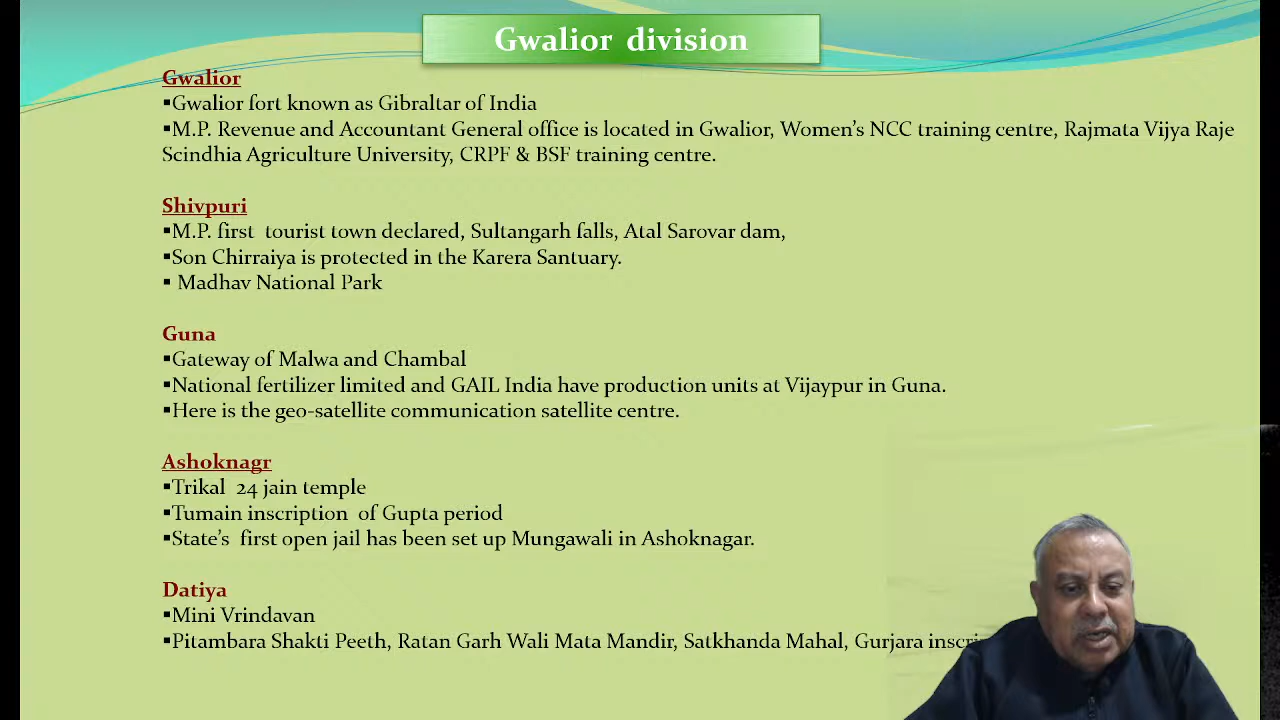 Gwalior division
Gwalior
▪Gwalior fort known as Gibraltar of India
▪M.P. Revenue and Accountant General office is located in Gwalior, Women's NCC training centre, Rajmata Vijya Raje
Scindhia Agriculture University, CRPF & BSF training centre.
Shivpuri
▪M.P. first tourist town declared, Sultangarh falls, Atal Sarovar dam,
▪Son Chirraiya is protected in the Karera Santuary.
▪ Madhav National Park
Guna
▪Gateway of Malwa and Chambal
▪National fertilizer limited and GAIL India have production units at Vijaypur in Guna.
▪Here is the geo-satellite communication satellite centre.
Ashoknagr
▪Trikal 24 jain temple
▪Tumain inscription of Gupta period
▪State's first open jail has been set up Mungawali in Ashoknagar.
Datiya
▪Mini Vrindavan
▪Pitambara Shakti Peeth, Ratan Garh Wali Mata Mandir, Satkhanda Mahal, Gurjara